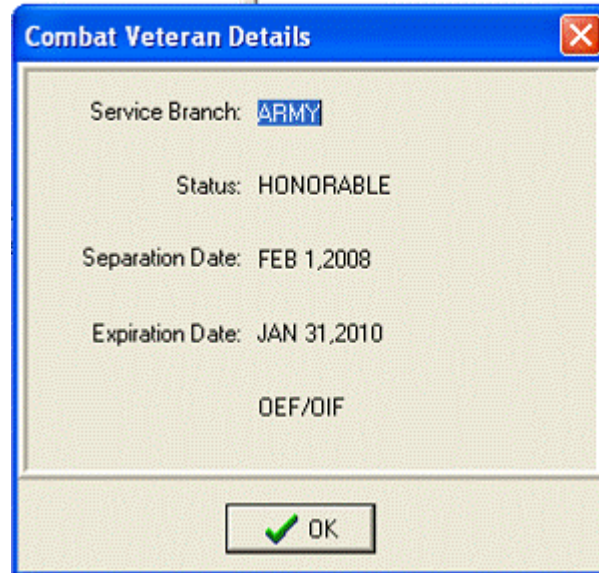 Combat Veteran Details
Service Branch: ARMY
Status: HONORABLE
Separation Date: FEB 1,2008
Expiration Date: JAN 31,2010
OEF/OIF
OK